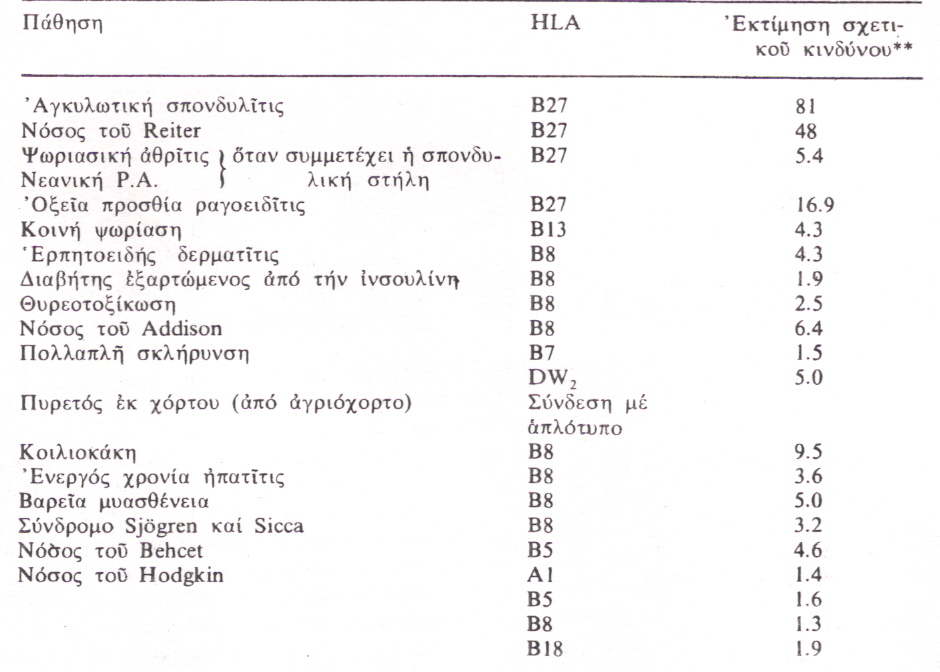 Πάθηση HLA Ἐκτίμηση σχετι-
κοῦ κινδύνου**
Ἀγκυλωτική σπονδυλῖτις B27 81
Νόσος τοῦ Reiter B27 48
Ψωριασική ἀθρῖτις } ὅταν συμμετέχει ἡ σπονδυ- B27 5.4
Νεανική Ρ.Α. λική στήλη
Ὀξεῖα προσθία ραγοειδῖτις B27 16.9
Κοινή ψωρίαση B13 4.3
Ἑρπητοειδής δερματῖτις B8 4.3
Διαβήτης ἐξαρτώμενος ἀπό τήν ἰνσουλίνη B8 1.9
Θυρεοτοξίκωση B8 2.5
Νόσος τοῦ Addison B8 6.4
Πολλαπλῆ σκλήρυνση B7 1.5
DW₂ 5.0
Πυρετός ἐκ χόρτου (ἀπό ἀγριόχορτο) Σύνδεση μέ
ἁπλότυπο
Κοιλιοκάκη B8 9.5
Ἐνεργός χρονία ἡπατῖτις B8 3.6
Βαρεῖα μυασθένεια B8 5.0
Σύνδρομο Sjögren καί Sicca B8 3.2
Νόσος τοῦ Behcet B5 4.6
Νόσος τοῦ Hodgkin A1 1.4
B5 1.6
B8 1.3
B18 1.9